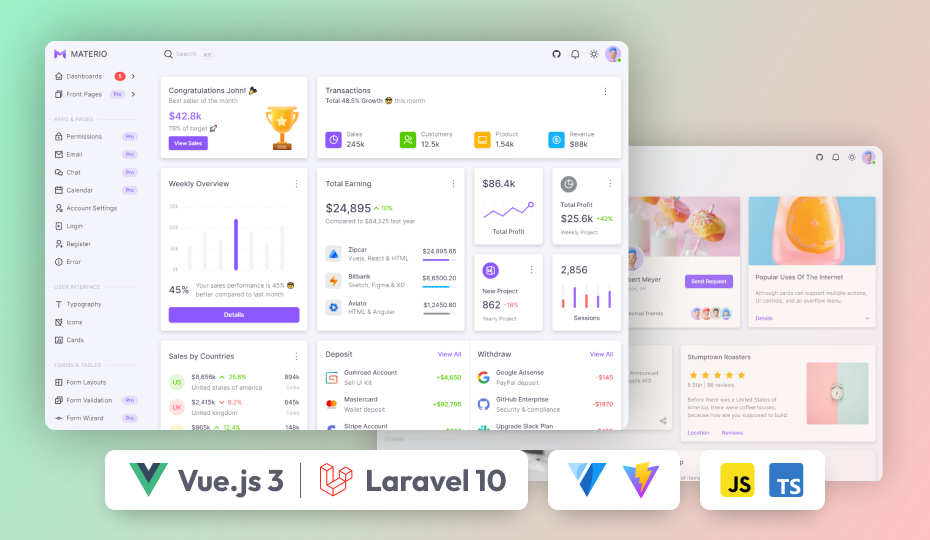 MATERIO
Search
⌘K
Dashboards 5
Front Pages Pro
APPS & PAGES
Permissions Pro
Email Pro
Chat Pro
Calendar Pro
Account Settings
Login
Register
Error
USER INTERFACE
Typography
Icons
Cards
FORMS & TABLES
Form Layouts
Form Validation Pro
Form Wizard Pro
Congratulations John! 🎉
Best seller of the month
$42.8k
78% of target 🚀
View Sales
Transactions
Total 48.5% Growth 😎 this month
Sales
245k
Customers
12.5k
Product
1.54k
Revenue
$88k
Weekly Overview
90k
60k
30k
0k
45%
Your sales performance is 45% 😎
better compared to last month
Details
Total Earning
$24,895 10%
Compared to $84,325 last year
Zipcar
Vuejs, React & HTML
$24,895.65
Bitbank
Sketch, Figma & XD
$8,6500.20
Aviato
HTML & Angular
$1,2450.80
$86.4k
Total Profit
Total Profit
$25.6k +42%
Weekly Project
New Project
862 -18%
Yearly Project
2,856
Sessions
Sales by Countries
US
$8,656k 25.8%
United states of america
894k
Sales
UK
$2,415k 6.2%
United kingdom
645k
Sales
$865k 12.4%
148k
Deposit
View All
Gumroad Account
Sell UI Kit
+$4,650
Mastercard
Wallet deposit
+$92,705
Stripe Account
Withdraw
View All
Google Adsense
PayPal deposit
-$145
GitHub Enterprise
Security & compliance
-$1870
Upgrade Slack Plan
bert Meyer
Send Request
mutual friends
Popular Uses Of The Internet
Although cards can support multiple actions,
UI controls, and an overflow menu.
Details
Announced
Apple A13
Stumptown Roasters
5 Star | 98 reviews
Before there was a United States of
America, there were coffee houses,
because how are you supposed to build.
Location
Reviews
of items
Vue.js 3
Laravel 10
JS
TS